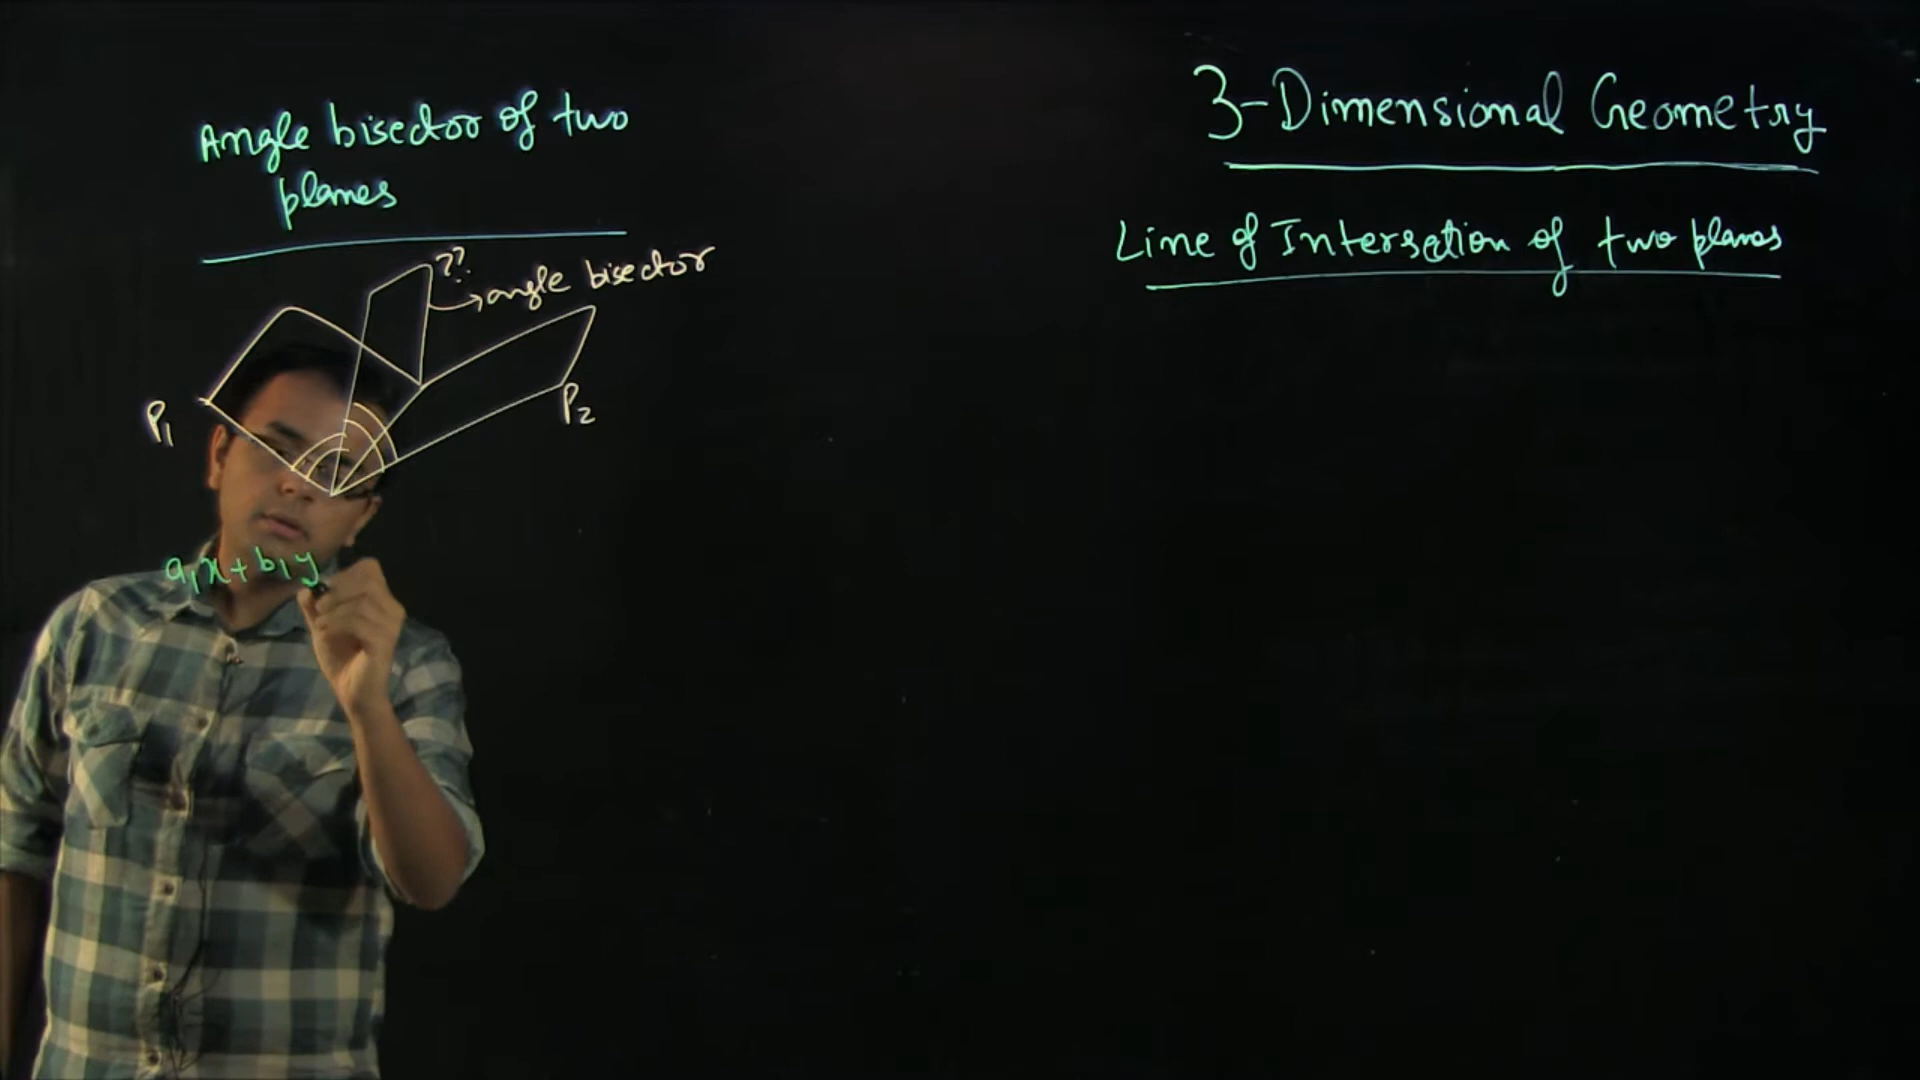 Angle bisector of two
planes
??
→ angle bisector
P₁
P₂
a₁x + b₁y
3-Dimensional Geometry
Line of Intersetion of two planes